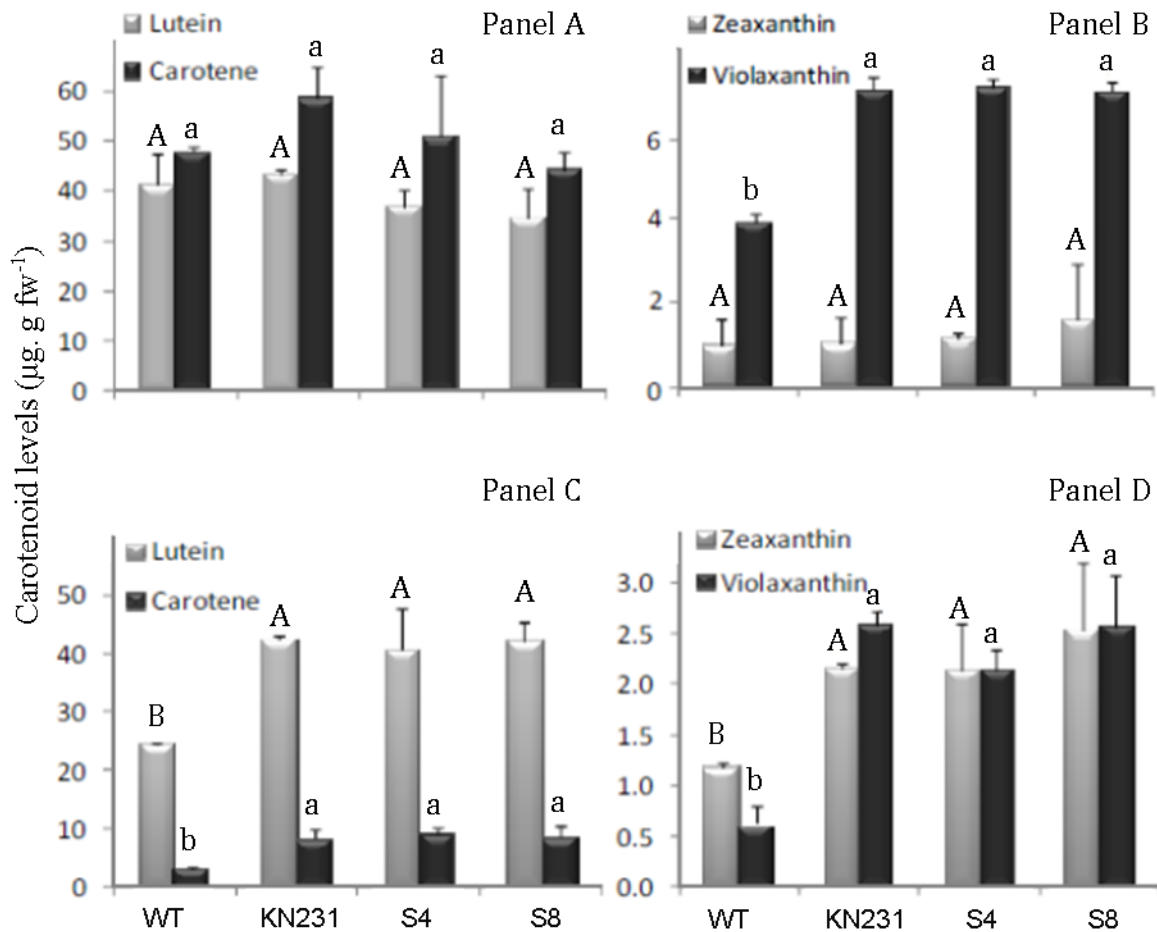 Carotenoid levels (µg. g fw⁻¹)
Panel A
Lutein
Carotene
60
50
40
30
20
10
0
A
a
A
a
A
a
A
a
Panel B
Zeaxanthin
Violaxanthin
6
4
2
0
A
b
A
a
A
a
A
a
Panel C
Lutein
Carotene
50
40
30
20
10
0
B
b
A
a
A
a
A
a
WT KN231 S4 S8
Panel D
Zeaxanthin
Violaxanthin
3.0
2.5
2.0
1.5
1.0
0.5
0.0
B
b
A
a
A
a
A
a
WT KN231 S4 S8